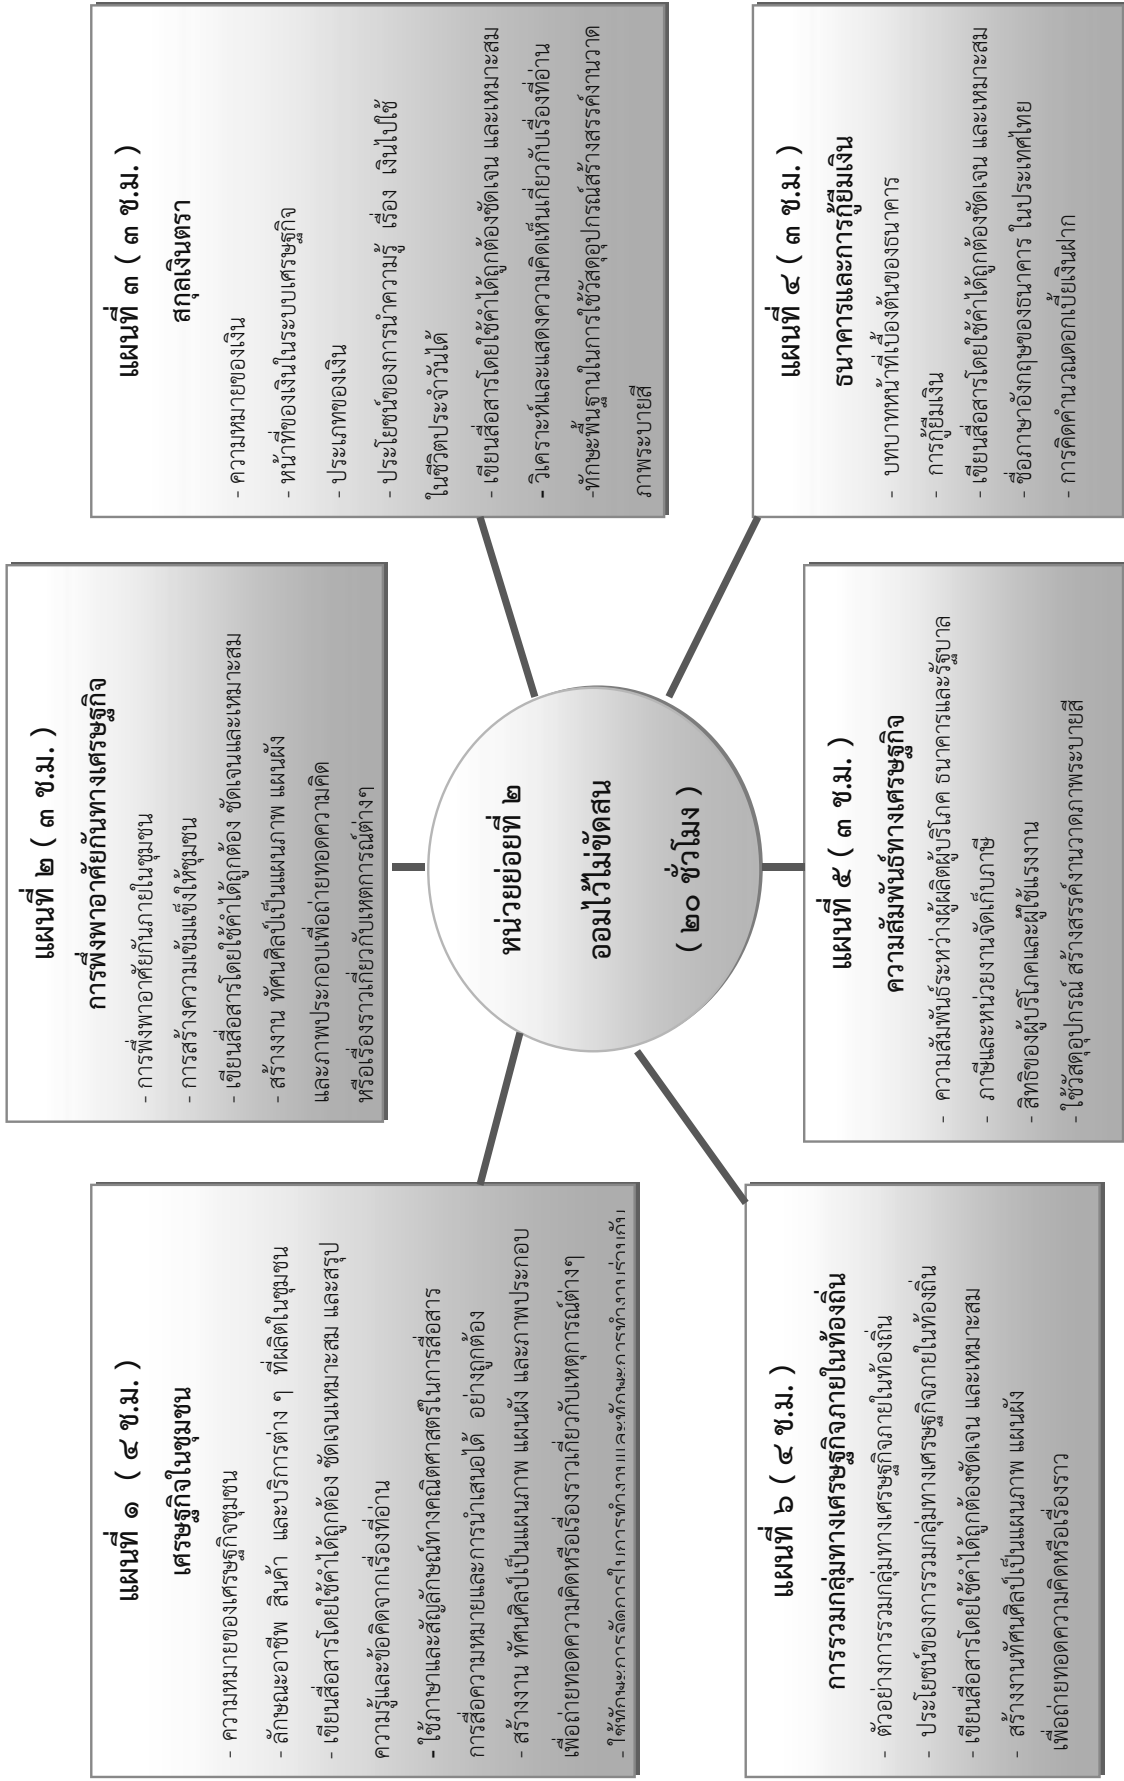 แผนที่ ๑ ( ๔ ช.ม. )
เศรษฐกิจในชุมชน
- ความหมายของเศรษฐกิจชุมชน
- ลักษณะอาชีพ สินค้า และบริการต่าง ๆ ที่ผลิตในชุมชน
- เขียนสื่อสารโดยใช้คำได้ถูกต้อง ชัดเจนเหมาะสม และสรุป
ความรู้และข้อคิดจากเรื่องที่อ่าน
- ใช้ภาษาและสัญลักษณ์ทางคณิตศาสตร์ในการสื่อสาร
การสื่อความหมายและการนำเสนอได้ อย่างถูกต้อง
- สร้างงาน ทัศนศิลป์เป็นแผนภาพ แผนผัง และภาพประกอบ
เพื่อถ่ายทอดความคิดหรือเรื่องราวเกี่ยวกับเหตุการณ์ต่างๆ
- ใช้ทักษะการจัดการในการทำงานและทักษะการทำงานร่วมกับ
แผนที่ ๒ ( ๓ ช.ม. )
การพึ่งพาอาศัยกันทางเศรษฐกิจ
- การพึ่งพาอาศัยกันภายในชุมชน
- การสร้างความเข้มแข็งให้ชุมชน
- เขียนสื่อสารโดยใช้คำได้ถูกต้อง ชัดเจนและเหมาะสม
- สร้างงาน ทัศนศิลป์เป็นแผนภาพ แผนผัง
และภาพประกอบเพื่อถ่ายทอดความคิด
หรือเรื่องราวเกี่ยวกับเหตการณ์ต่างๆ
แผนที่ ๓ ( ๓ ช.ม. )
สกุลเงินตรา
- ความหมายของเงิน
- หน้าที่ของเงินในระบบเศรษฐกิจ
- ประเภทของเงิน
- ประโยชน์ของการนำความรู้ เรื่อง เงินไปใช้
ในชีวิตประจำวันได้
- เขียนสื่อสารโดยใช้คำได้ถูกต้องชัดเจน และเหมาะสม
- วิเคราะห์และแสดงความคิดเห็นเกี่ยวกับเรื่องที่อ่าน
-ทักษะพื้นฐานในการใช้วัสดุอุปกรณ์สร้างสรรค์งานวาด
ภาพระบายสี
หน่วยย่อยที่ ๒
ออมไว้ไม่ขัดสน
( ๒๐ ชั่วโมง )
แผนที่ ๖ ( ๔ ช.ม. )
การรวมกลุ่มทางเศรษฐกิจภายในท้องถิ่น
- ตัวอย่างการรวมกลุ่มทางเศรษฐกิจภายในท้องถิ่น
- ประโยชน์ของการรวมกลุ่มทางเศรษฐกิจภายในท้องถิ่น
- เขียนสื่อสารโดยใช้คำได้ถูกต้องชัดเจน และเหมาะสม
- สร้างงานทัศนศิลป์เป็นแผนภาพ แผนผัง
เพื่อถ่ายทอดความคิดหรือเรื่องราว
แผนที่ ๕ ( ๓ ช.ม. )
ความสัมพันธ์ทางเศรษฐกิจ
- ความสัมพันธ์ระหว่างผู้ผลิตผู้บริโภค ธนาคารและรัฐบาล
- ภาษีและหน่วยงานจัดเก็บภาษี
- สิทธิของผู้บริโภคและผู้ใช้แรงงาน
- ใช้วัสดุอุปกรณ์ สร้างสรรค์งานวาดภาพระบายสี
แผนที่ ๔ ( ๓ ช.ม. )
ธนาคารและการกู้ยืมเงิน
- บทบาทหน้าที่เบื้องต้นของธนาคาร
- การกู้ยืมเงิน
- เขียนสื่อสารโดยใช้คำได้ถูกต้องชัดเจน และเหมาะสม
- ชื่อภาษาอังกฤษของธนาคาร ในประเทศไทย
- การคิดคำนวณดอกเบี้ยเงินฝาก